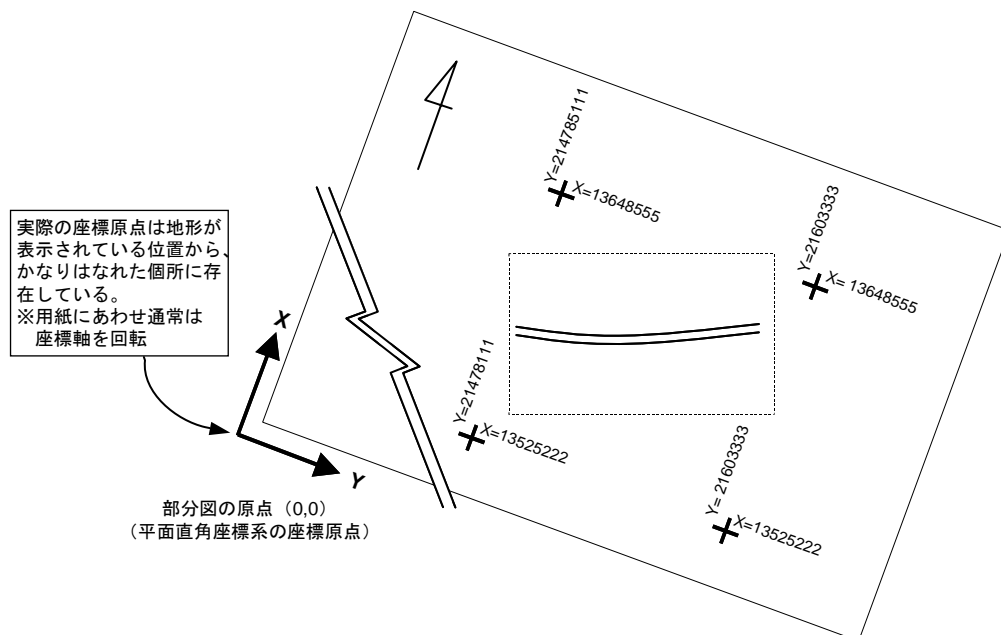 Y=214785111
X=13648555
Y=21603333
X= 13648555
実際の座標原点は地形が
表示されている位置から、
かなりはなれた個所に存
在している。
※用紙にあわせ通常は
座標軸を回転
X
Y
Y=21478111
X=13525222
Y= 21603333
X=13525222
部分図の原点（0,0）
（平面直角座標系の座標原点）